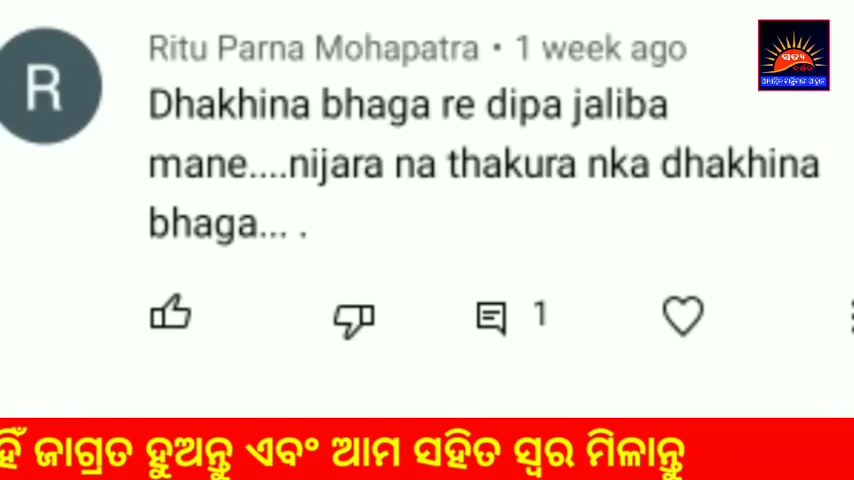 R
Ritu Parna Mohapatra • 1 week ago
Dhakhina bhaga re dipa jaliba
mane....nijara na thakura nka dhakhina
bhaga... .
1
ସତ୍ୟ
ହିଁ ଜାଗ୍ରତ ହୁଅନ୍ତୁ ଏବଂ ଆମ ସହିତ ସ୍ୱର ମିଳାନ୍ତୁ